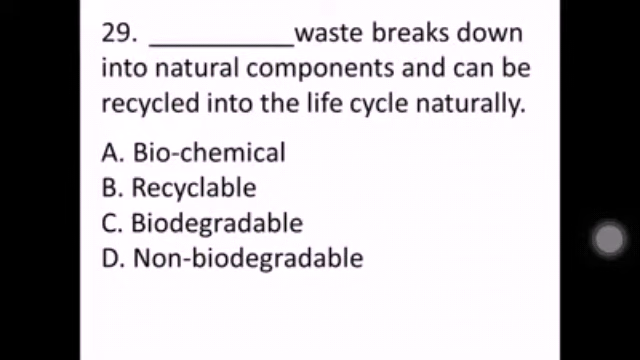 29. __________waste breaks down
into natural components and can be
recycled into the life cycle naturally.
A. Bio-chemical
B. Recyclable
C. Biodegradable
D. Non-biodegradable